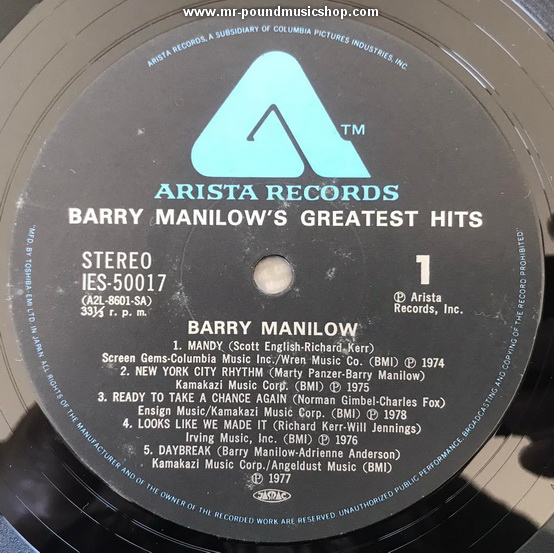 www.mr-poundmusicshop.com
ARISTA RECORDS, A SUBSIDIARY OF COLUMBIA PICTURES INDUSTRIES, INC.
TM
ARISTA RECORDS
BARRY MANILOW'S GREATEST HITS
STEREO
IES-50017
(A2L-8601-SA)
33⅓ r. p. m.
1
Ⓟ Arista
Records, Inc.
BARRY MANILOW
1. MANDY (Scott English-Richard Kerr)
Screen Gems-Columbia Music Inc./Wren Music Co. (BMI) Ⓟ 1974
2. NEW YORK CITY RHYTHM (Marty Panzer-Barry Manilow)
Kamakazi Music Corp. (BMI) Ⓟ 1975
3. READY TO TAKE A CHANCE AGAIN (Norman Gimbel-Charles Fox)
Ensign Music/Kamakazi Music Corp. (BMI) Ⓟ 1978
4. LOOKS LIKE WE MADE IT (Richard Kerr-Will Jennings)
Irving Music, Inc. (BMI) Ⓟ 1976
5. DAYBREAK (Barry Manilow-Adrienne Anderson)
Kamakazi Music Corp./Angeldust Music (BMI)
Ⓟ 1977
JASRAC
"MFD. BY TOSHIBA-EMI LTD. IN JAPAN. ALL RIGHTS OF THE MANUFACTURER AND OF THE OWNER OF THE RECORDED WORK ARE RESERVED. UNAUTHORIZED PUBLIC PERFORMANCE, BROADCASTING AND COPYING OF THE RECORD PROHIBITED"